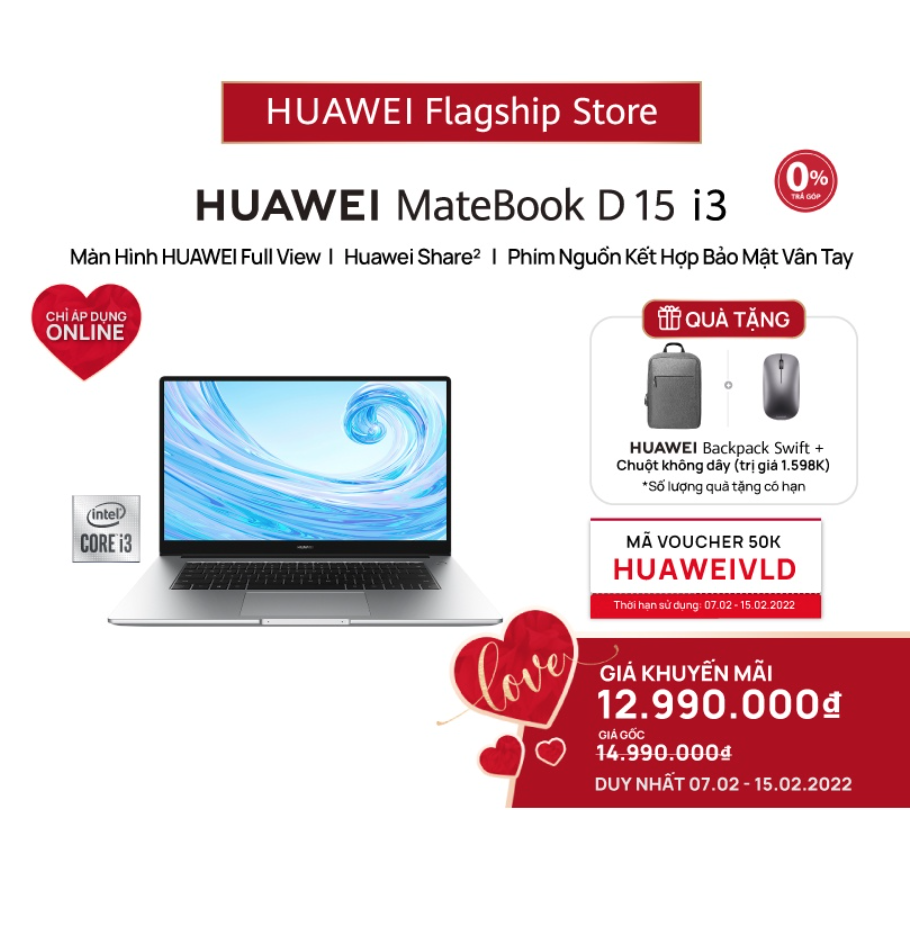 HUAWEI Flagship Store
0%
TRẢ GÓP
HUAWEI MateBook D 15 i3
Màn Hình HUAWEI Full View | Huawei Share² | Phím Nguồn Kết Hợp Bảo Mật Vân Tay
CHỈ ÁP DỤNG
ONLINE
QUÀ TẶNG
HUAWEI Backpack Swift +
Chuột không dây (trị giá 1.598K)
*Số lượng quà tặng có hạn
intel
CORE i3
HUAWEI
MÃ VOUCHER 50K
HUAWEIVLD
Thời hạn sử dụng: 07.02 - 15.02.2022
love
GIÁ KHUYẾN MÃI
12.990.000₫
GIÁ GỐC
14.990.000₫
DUY NHẤT 07.02 - 15.02.2022